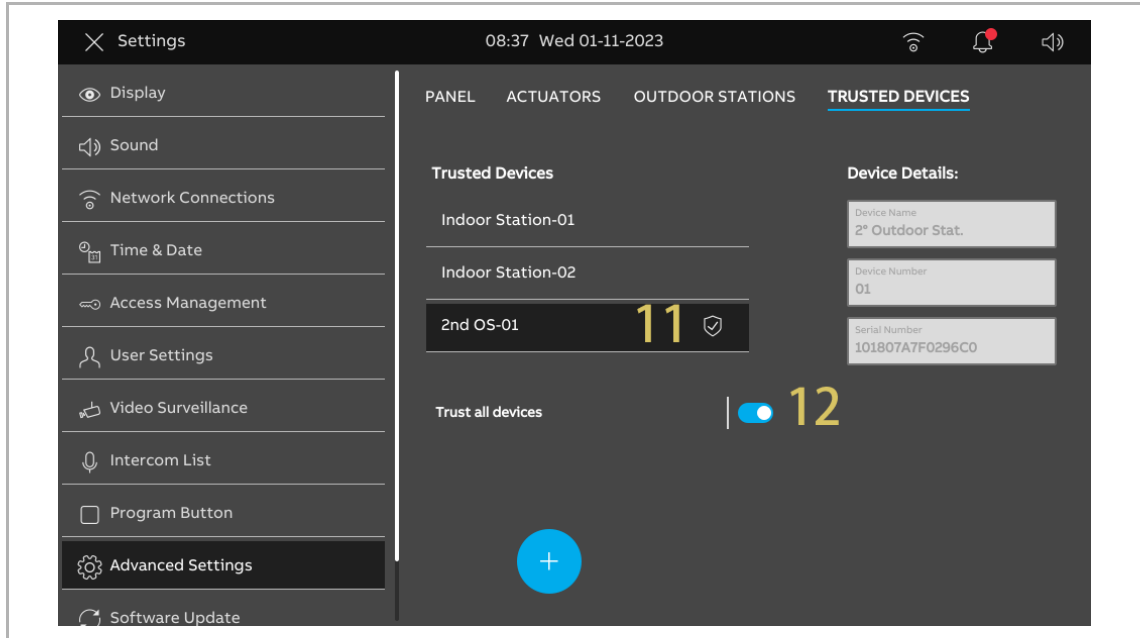 Settings
08:37 Wed 01-11-2023
Display
Sound
Network Connections
Time & Date
31
Access Management
User Settings
Video Surveillance
Intercom List
Program Button
Advanced Settings
Software Update
PANEL ACTUATORS OUTDOOR STATIONS TRUSTED DEVICES
Trusted Devices
Indoor Station-01
Indoor Station-02
2nd OS-01 11
Trust all devices 12
+
Device Details:
Device Name
2° Outdoor Stat.
Device Number
01
Serial Number
101807A7F0296C0